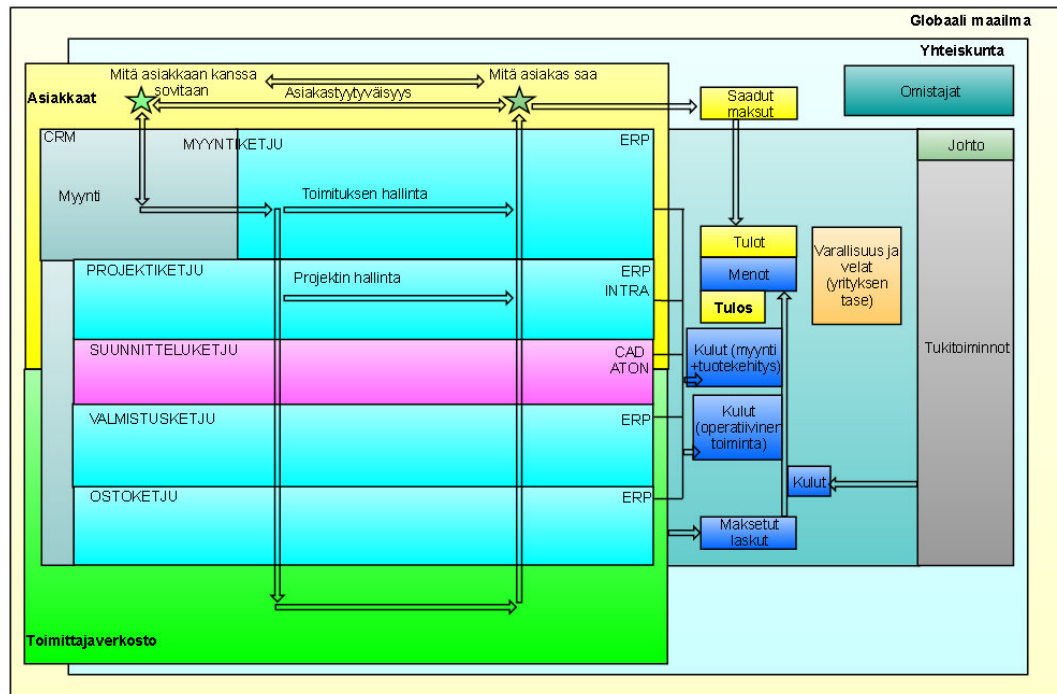 Globaali maailma
Yhteiskunta
Mitä asiakkaan kanssa
sovitaan
Mitä asiakas saa
Asiakkaat
Asiakastyytyväisyys
Saadut
maksut
Omistajat
CRM
MYYNTIKETJU
ERP
Johto
Myynti
Toimituksen hallinta
Tulot
Menot
Tulos
Varallisuus ja
velat
(yrityksen
tase)
PROJEKTIKETJU
ERP
INTRA
Projektin hallinta
SUUNNITTELUKETJU
CAD
ATON
Kulut (myynti
+tuotekehitys)
Tukitoiminnot
VALMISTUSKETJU
ERP
Kulut
(operatiivinen
toiminta)
Kulut
OSTOKETJU
ERP
Maksetut
laskut
Toimittajaverkosto